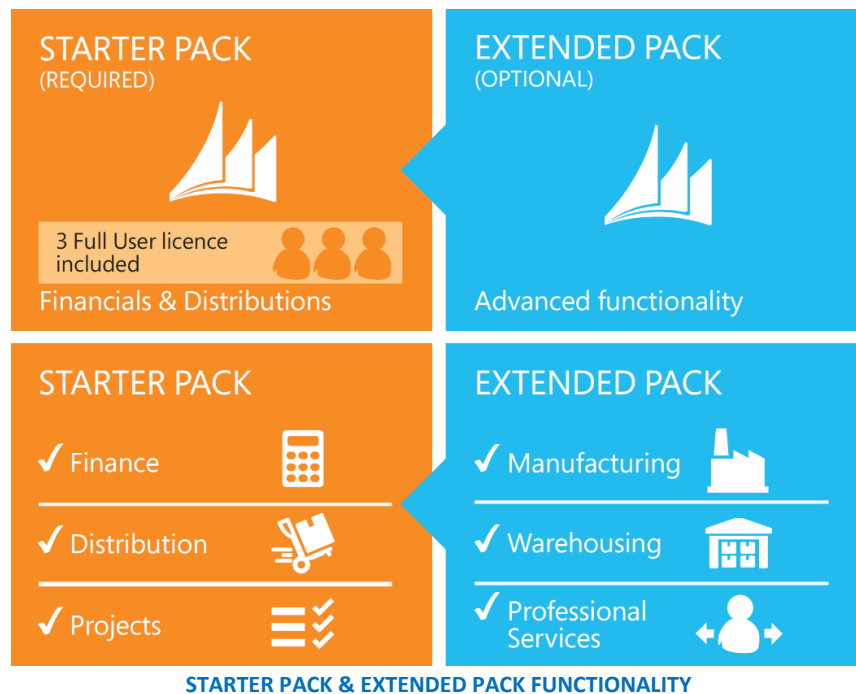 STARTER PACK
(REQUIRED)
3 Full User licence
included
Financials & Distributions
EXTENDED PACK
(OPTIONAL)
Advanced functionality
STARTER PACK
Finance
Distribution
Projects
EXTENDED PACK
Manufacturing
Warehousing
Professional
Services
STARTER PACK & EXTENDED PACK FUNCTIONALITY